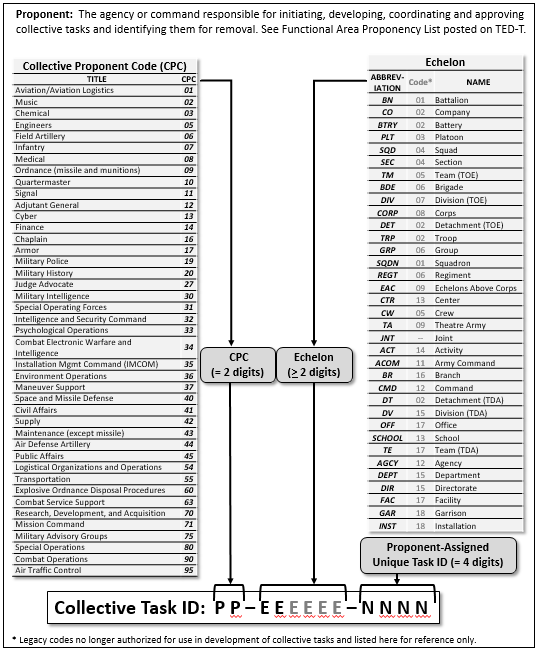 Proponent: The agency or command responsible for initiating, developing, coordinating and approving
collective tasks and identifying them for removal. See Functional Area Proponency List posted on TED-T.
Collective Proponent Code (CPC)
TITLE CPC
Aviation/Aviation Logistics 01
Music 02
Chemical 03
Engineers 05
Field Artillery 06
Infantry 07
Medical 08
Ordnance (missile and munitions) 09
Quartermaster 10
Signal 11
Adjutant General 12
Cyber 13
Finance 14
Chaplain 16
Armor 17
Military Police 19
Military History 20
Judge Advocate 27
Military Intelligence 30
Special Operating Forces 31
Intelligence and Security Command 32
Psychological Operations 33
Combat Electronic Warfare and
Intelligence 34
Installation Mgmt Command (IMCOM) 35
Environment Operations 36
Maneuver Support 37
Space and Missile Defense 40
Civil Affairs 41
Supply 42
Maintenance (except missile) 43
Air Defense Artillery 44
Public Affairs 45
Logistical Organizations and Operations 54
Transportation 55
Explosive Ordnance Disposal Procedures 60
Combat Service Support 63
Research, Development, and Acquisition 70
Mission Command 71
Military Advisory Groups 75
Special Operations 80
Combat Operations 90
Air Traffic Control 95
Echelon
ABBREV-
IATION Code* NAME
BN 01 Battalion
CO 02 Company
BTRY 02 Battery
PLT 03 Platoon
SQD 04 Squad
SEC 04 Section
TM 05 Team (TOE)
BDE 06 Brigade
DIV 07 Division (TOE)
CORP 08 Corps
DET 02 Detachment (TOE)
TRP 02 Troop
GRP 06 Group
SQDN 01 Squadron
REGT 06 Regiment
EAC 09 Echelons Above Corps
CTR 13 Center
CW 05 Crew
TA 09 Theatre Army
JNT – Joint
ACT 14 Activity
ACOM 11 Army Command
BR 16 Branch
CMD 12 Command
DT 02 Detachment (TDA)
DV 15 Division (TDA)
OFF 17 Office
SCHOOL 13 School
TE 17 Team (TDA)
AGCY 12 Agency
DEPT 15 Department
DIR 15 Directorate
FAC 17 Facility
GAR 18 Garrison
INST 18 Installation
CPC
(= 2 digits)
Echelon
(≥ 2 digits)
Proponent-Assigned
Unique Task ID (= 4 digits)
Collective Task ID: P P – E E E E E E – N N N N
* Legacy codes no longer authorized for use in development of collective tasks and listed here for reference only.